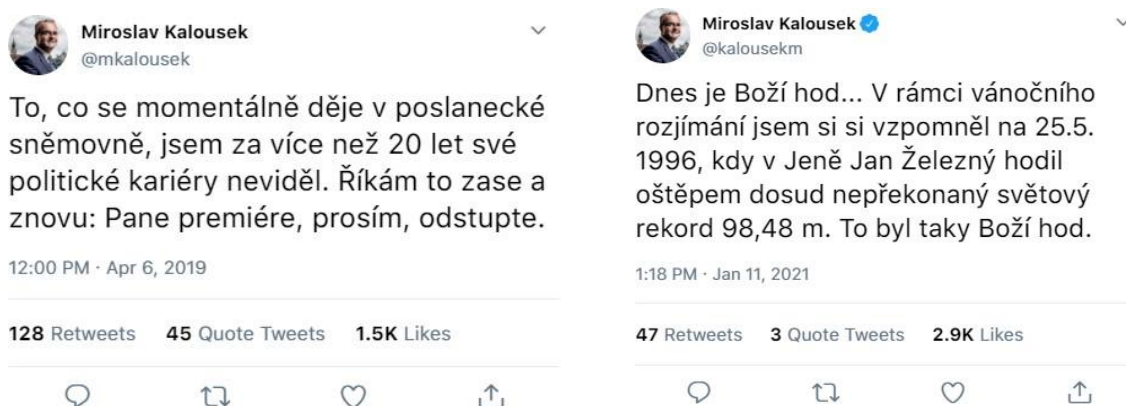 Miroslav Kalousek
@mkalousek
To, co se momentálně děje v poslanecké
sněmovně, jsem za více než 20 let své
politické kariéry neviděl. Říkám to zase a
znovu: Pane premiére, prosím, odstupte.
12:00 PM · Apr 6, 2019
128 Retweets 45 Quote Tweets 1.5K Likes
Miroslav Kalousek
@kalousekm
Dnes je Boží hod... V rámci vánočního
rozjímání jsem si si vzpomněl na 25.5.
1996, kdy v Jeně Jan Železný hodil
oštěpem dosud nepřekonaný světový
rekord 98,48 m. To byl taky Boží hod.
1:18 PM · Jan 11, 2021
47 Retweets 3 Quote Tweets 2.9K Likes